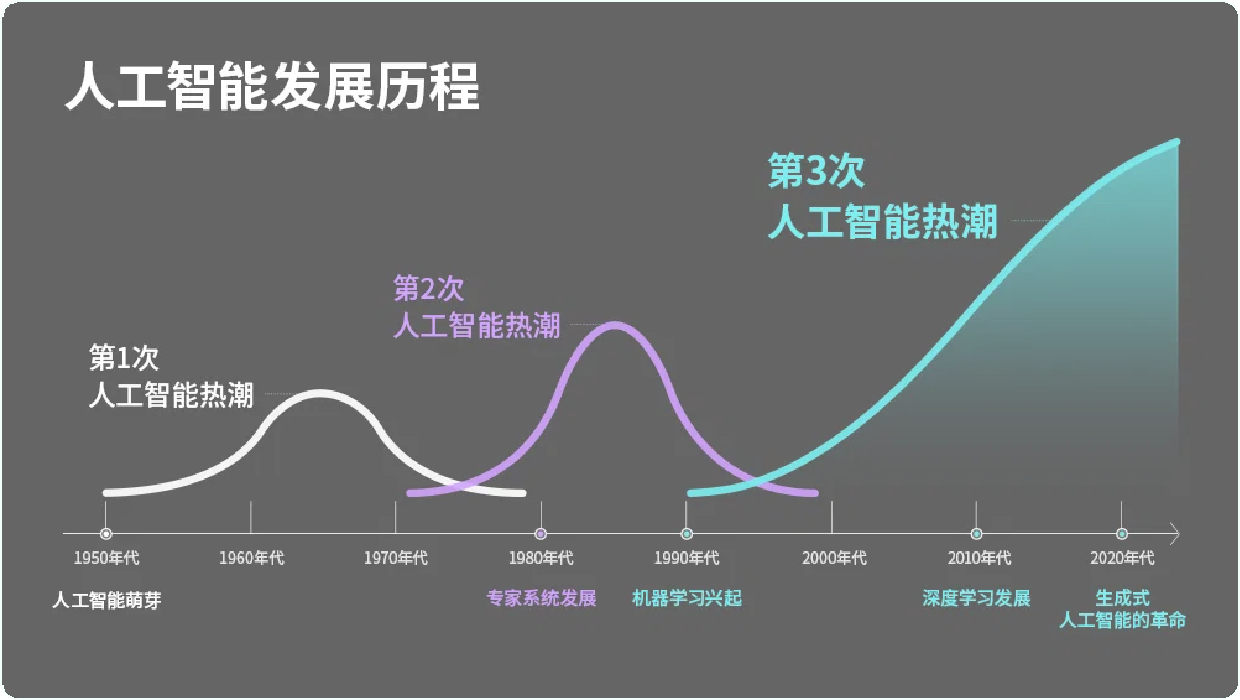 人工智能发展历程
第3次
人工智能热潮
第2次
人工智能热潮
第1次
人工智能热潮
1950年代
1960年代
1970年代
1980年代
1990年代
2000年代
2010年代
2020年代
人工智能萌芽
专家系统发展
机器学习兴起
深度学习发展
生成式
人工智能的革命